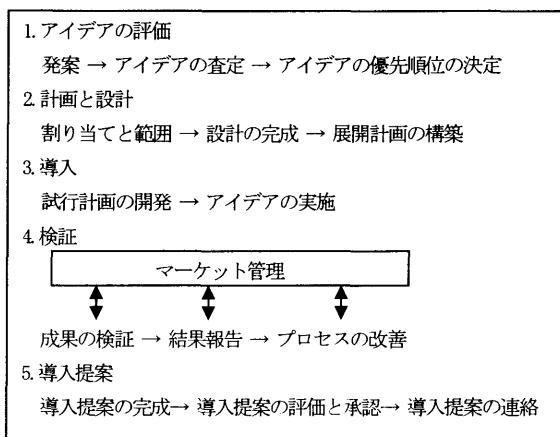 1. アイデアの評価
発案 → アイデアの査定 → アイデアの優先順位の決定
2. 計画と設計
割り当てと範囲 → 設計の完成 → 展開計画の構築
3. 導入
試行計画の開発 → アイデアの実施
4. 検証
マーケット管理
成果の検証 → 結果報告 → プロセスの改善
5. 導入提案
導入提案の完成→ 導入提案の評価と承認→ 導入提案の連絡